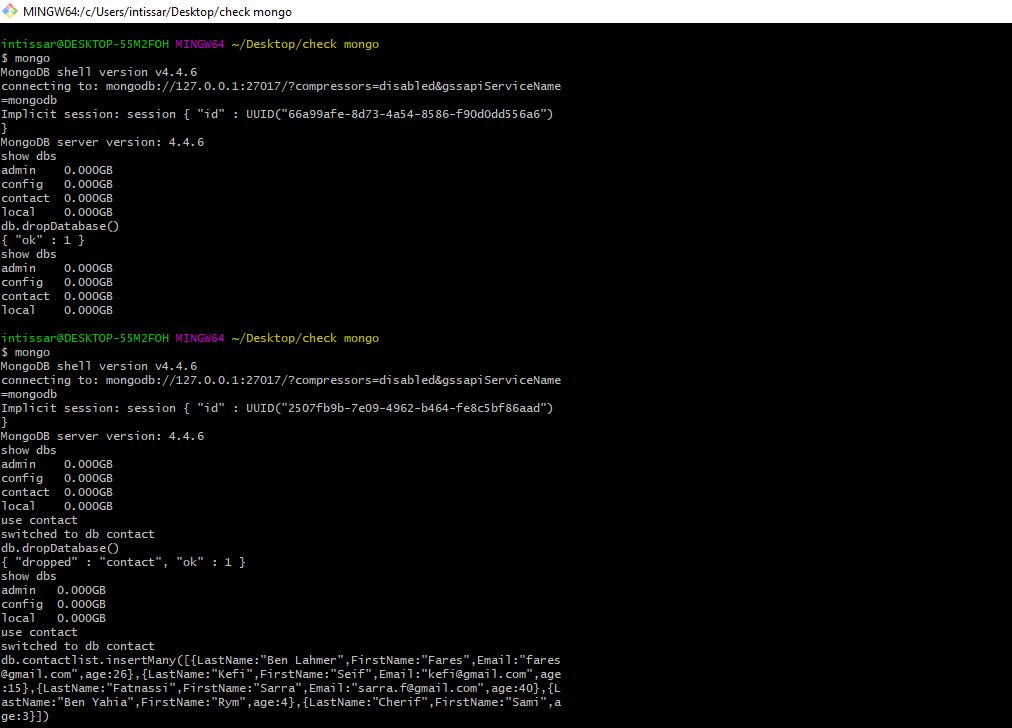 MINGW64:/c/Users/intissar/Desktop/check mongo
intissar@DESKTOP-55M2FOH MINGW64 ~/Desktop/check mongo
$ mongo
MongoDB shell version v4.4.6
connecting to: mongodb://127.0.0.1:27017/?compressors=disabled&gssapiServiceName
=mongodb
Implicit session: session { "id" : UUID("66a99afe-8d73-4a54-8586-f90d0dd556a6")
}
MongoDB server version: 4.4.6
show dbs
admin    0.000GB
config   0.000GB
contact  0.000GB
local    0.000GB
db.dropDatabase()
{ "ok" : 1 }
show dbs
admin    0.000GB
config   0.000GB
contact  0.000GB
local    0.000GB
intissar@DESKTOP-55M2FOH MINGW64 ~/Desktop/check mongo
$ mongo
MongoDB shell version v4.4.6
connecting to: mongodb://127.0.0.1:27017/?compressors=disabled&gssapiServiceName
=mongodb
Implicit session: session { "id" : UUID("2507fb9b-7e09-4962-b464-fe8c5bf86aad")
}
MongoDB server version: 4.4.6
show dbs
admin    0.000GB
config   0.000GB
contact  0.000GB
local    0.000GB
use contact
switched to db contact
db.dropDatabase()
{ "dropped" : "contact", "ok" : 1 }
show dbs
admin   0.000GB
config  0.000GB
local   0.000GB
use contact
switched to db contact
db.contactlist.insertMany([{LastName:"Ben Lahmer",FirstName:"Fares",Email:"fares
@gmail.com",age:26},{LastName:"Kefi",FirstName:"Seif",Email:"kefi@gmail.com",age
:15},{LastName:"Fatnassi",FirstName:"Sarra",Email:"sarra.f@gmail.com",age:40},{L
astName:"Ben Yahia",FirstName:"Rym",age:4},{LastName:"Cherif",FirstName:"Sami",a
ge:3}])